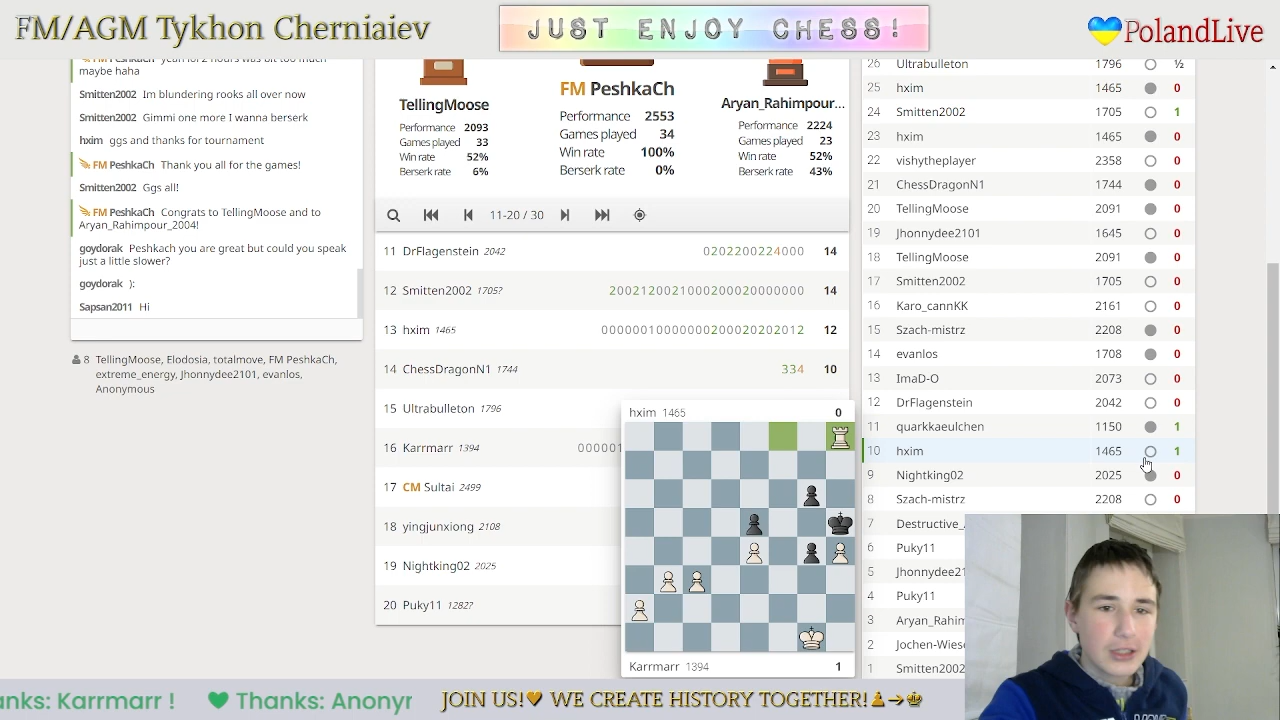 FM/AGM Tykhon Cherniaiev
JUST ENJOY CHESS!
PolandLive
maybe haha
Smitten2002 Im blundering rooks all over now
Smitten2002 Gimmi one more I wanna berserk
hxim ggs and thanks for tournament
FM PeshkaCh Thank you all for the games!
Smitten2002 Ggs all!
FM PeshkaCh Congrats to TellingMoose and to
Aryan_Rahimpour_2004!
goydorak Peshkach you are great but could you speak
just a little slower?
goydorak ):
Sapsan2011 Hi
8 TellingMoose, Elodosia, totalmove, FM PeshkaCh,
extreme_energy, Jhonnydee2101, evanlos,
Anonymous
TellingMoose
Performance 2093
Games played 33
Win rate 52%
Berserk rate 6%
FM PeshkaCh
Performance 2553
Games played 34
Win rate 100%
Berserk rate 0%
Aryan_Rahimpour...
Performance 2224
Games played 23
Win rate 52%
Berserk rate 43%
11-20 / 30
11 DrFlagenstein 2042 0202200224000 14
12 Smitten2002 1705? 2002120021000200020000000 14
13 hxim 1465 00000010000000200020202012 12
14 ChessDragonN1 1744 334 10
15 Ultrabulleton 1796
16 Karrmarr 1394 000001
17 CM Sultai 2499
18 yingjunxiong 2108
19 Nightking02 2025
20 Puky11 1282?
hxim 1465 0
Karrmarr 1394 1
26 Ultrabulleton 1796 ½
25 hxim 1465 0
24 Smitten2002 1705 1
23 hxim 1465 0
22 vishytheplayer 2358 0
21 ChessDragonN1 1744 0
20 TellingMoose 2091 0
19 Jhonnydee2101 1645 0
18 TellingMoose 2091 0
17 Smitten2002 1705 0
16 Karo_cannKK 2161 0
15 Szach-mistrz 2208 0
14 evanlos 1708 0
13 ImaD-O 2073 0
12 DrFlagenstein 2042 0
11 quarkkaeulchen 1150 1
10 hxim 1465 1
9 Nightking02 2025 0
8 Szach-mistrz 2208 0
7 Destructive_
6 Puky11
5 Jhonnydee21
4 Puky11
3 Aryan_Rahim
2 Jochen-Wies
1 Smitten2002
anks: Karrmarr ! Thanks: Anonyr
JOIN US! WE CREATE HISTORY TOGETHER!